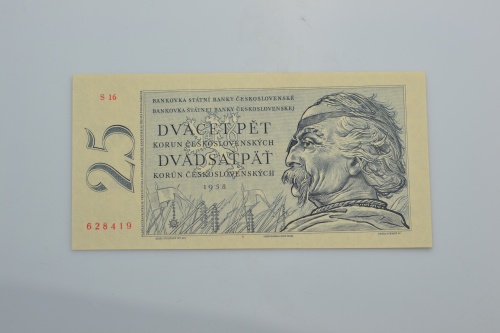 S 16
BANKOVKA STÁTNÍ BANKY ČESKOSLOVENSKÉ
BANKOVKA ŠTÁTNEJ BANKY ČESKOSLOVENSKEJ
25
DVACET PĚT
KORUN ČESKOSLOVENSKÝCH
DVADSAŤPÄŤ
KORÚN ČESKOSLOVENSKÝCH
1958
628419